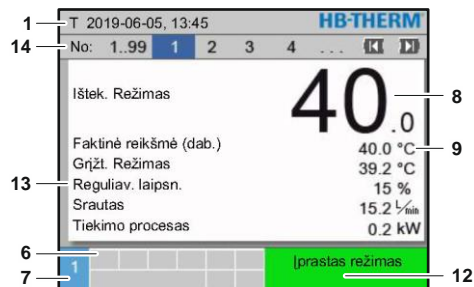 1 T 2019-06-05, 13:45 HB-THERM
14 No: 1..99 1 2 3 4 ...
Ištek. Režimas 40.0 8
Faktinė reikšmė (dab.) 40.0 °C 9
Grįžt. Režimas 39.2 °C
13 Reguliav. laipsn. 15 %
Srautas 15.2 L/min
Tiekimo procesas 0.2 kW
6 Įprastas režimas
7 1 12